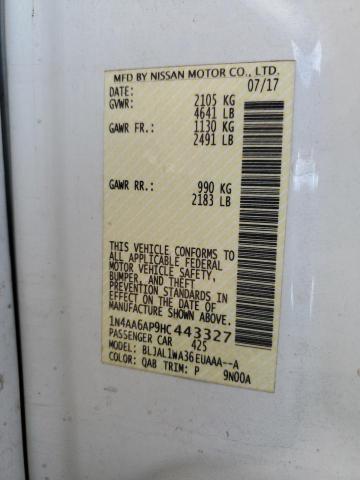 MFD BY NISSAN MOTOR CO., LTD.
DATE: 07/17
GVWR: 2105 KG
4641 LB
GAWR FR.: 1130 KG
2491 LB
GAWR RR.: 990 KG
2183 LB
THIS VEHICLE CONFORMS TO
ALL APPLICABLE FEDERAL
MOTOR VEHICLE SAFETY,
BUMPER, AND THEFT
PREVENTION STANDARDS IN
EFFECT ON THE DATE OF
MANUFACTURE SHOWN ABOVE.
1N4AA6AP9HC443327
PASSENGER CAR 425
MODEL: BLJAL1WA36EUAAA--A
COLOR: QAB TRIM: P 9N00A